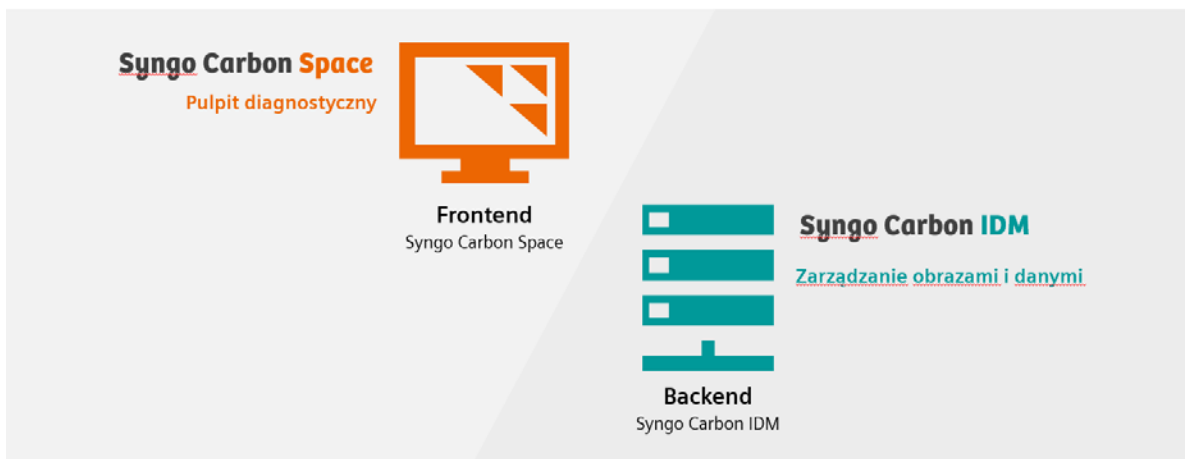 Syngo Carbon Space
Pulpit diagnostyczny
Frontend
Syngo Carbon Space
Syngo Carbon IDM
Zarządzanie obrazami i danymi
Backend
Syngo Carbon IDM